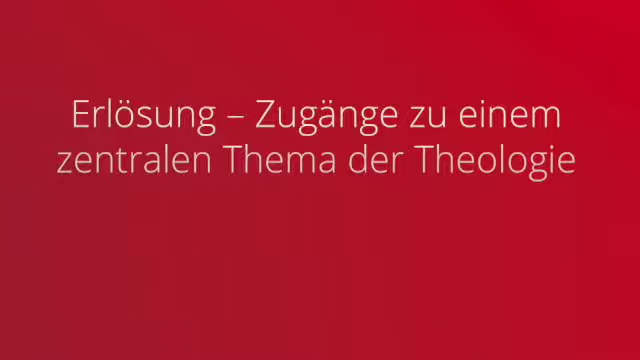 Erlösung – Zugänge zu einem
zentralen Thema der Theologie